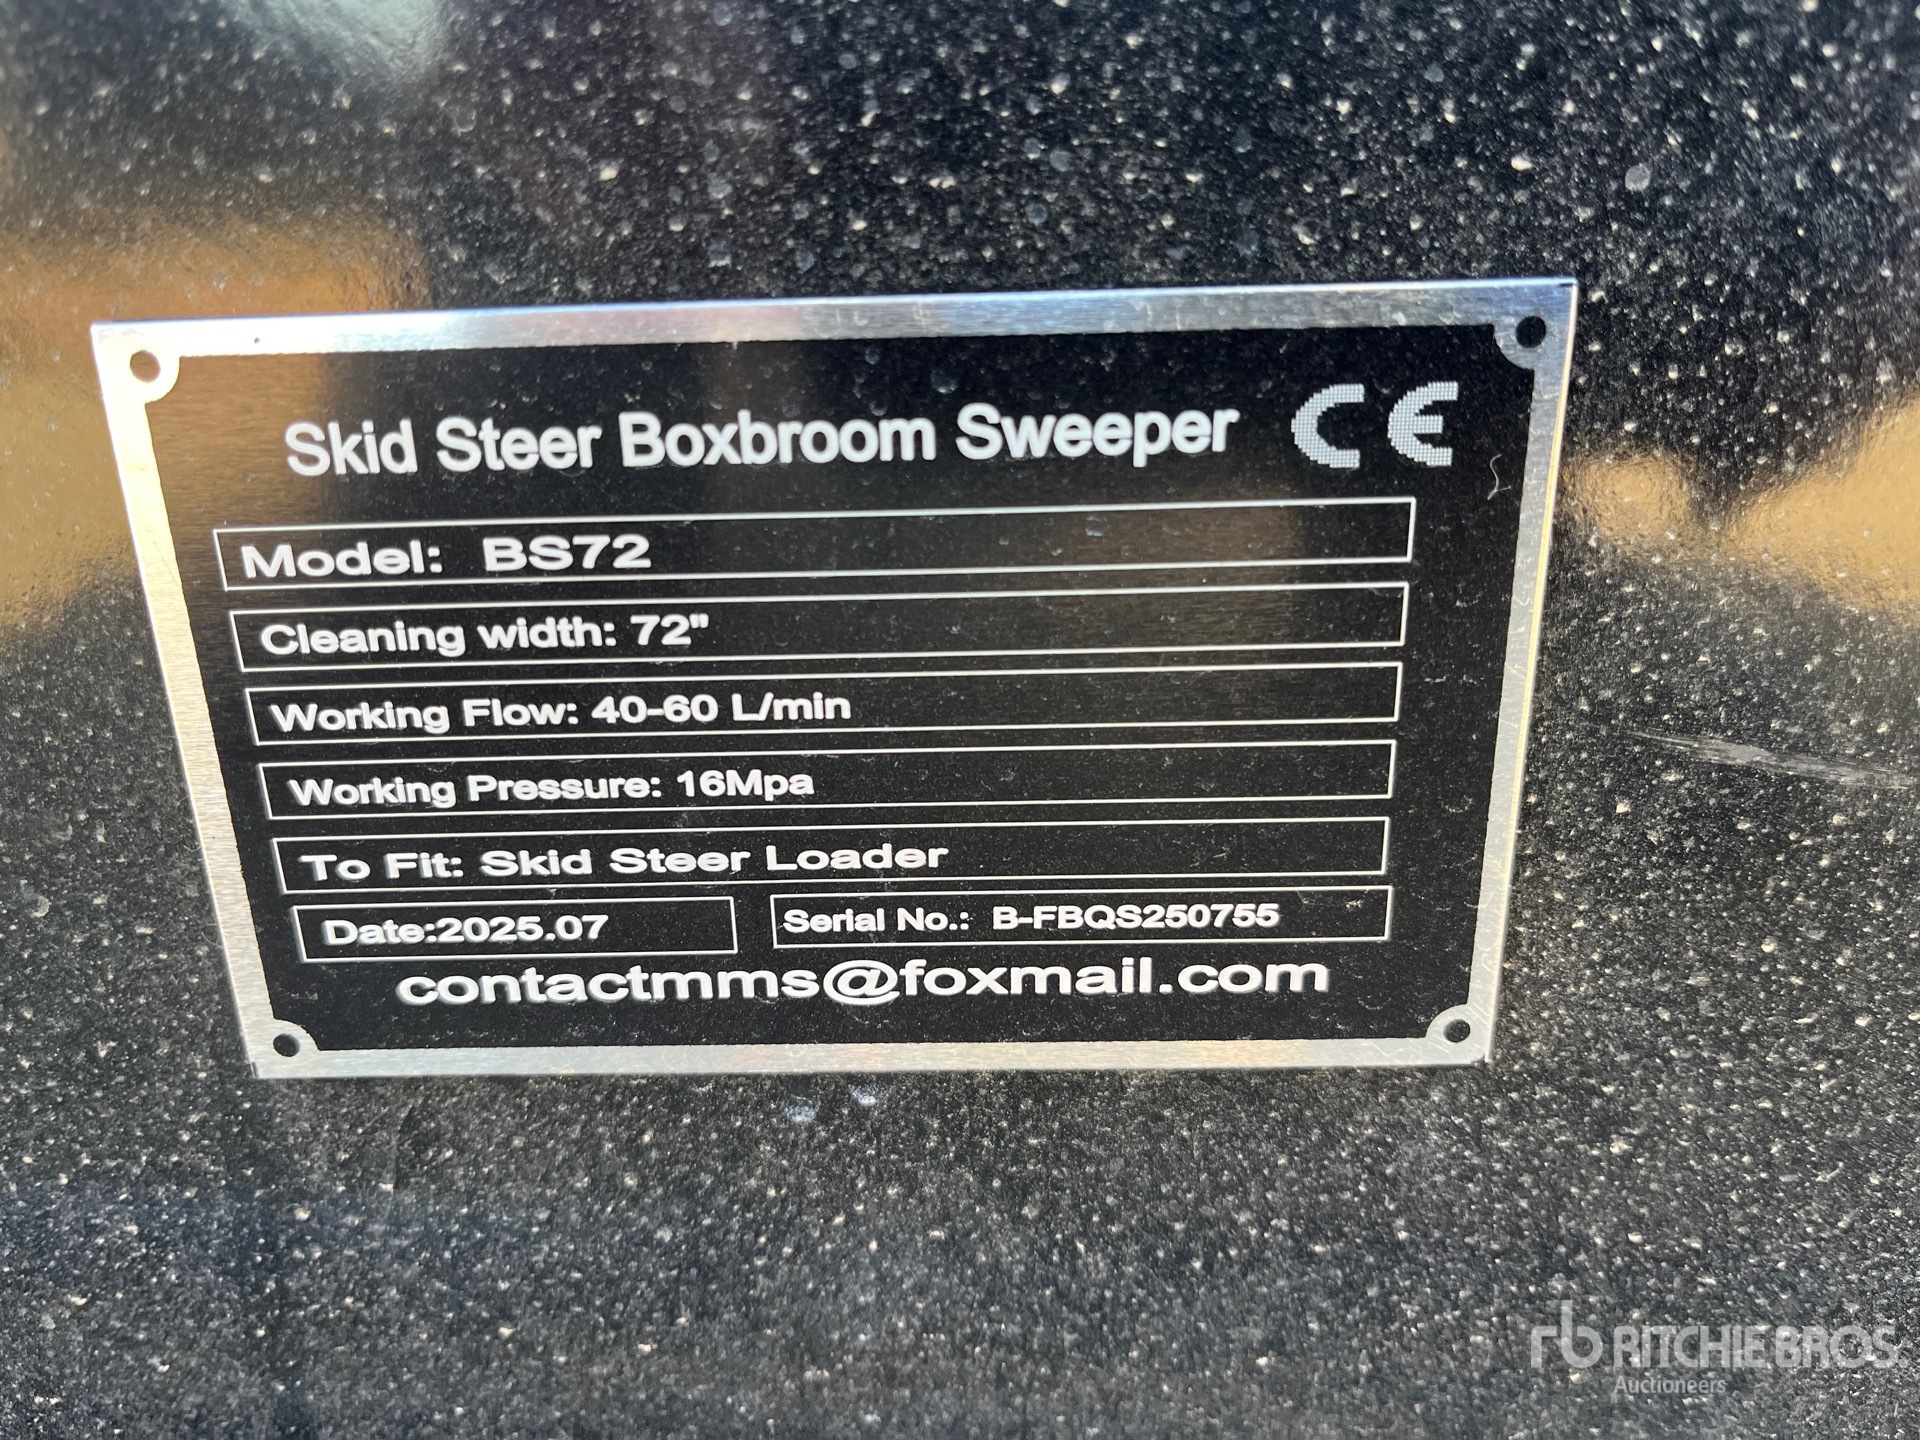 Skid Steer Boxbroom Sweeper CE
Model: BS72
Cleaning width: 72"
Working Flow: 40-60 L/min
Working Pressure: 16Mpa
To Fit: Skid Steer Loader
Date:2025.07 Serial No.: B-FBQS250755
contactmms@foxmail.com
rb RITCHIE BROS.
Auctioneers